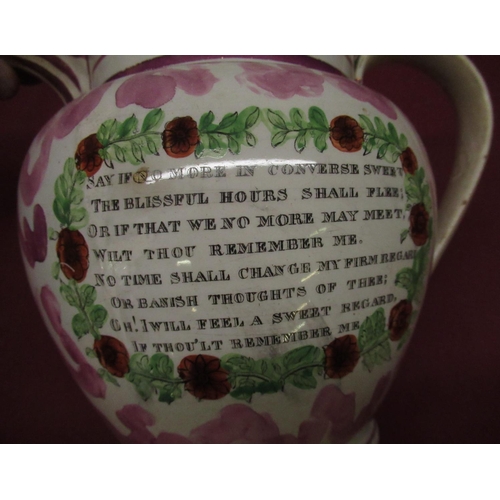 SAY IF NO MORE IN CONVERSE SWEET
THE BLISSFUL HOURS SHALL FLEE;
OR IF THAT WE NO MORE MAY MEET,
WILT THOU REMEMBER ME.
NO TIME SHALL CHANGE MY FIRM REGARD
OR BANISH THOUGHTS OF THEE;
OH! I WILL FEEL A SWEET REGARD,
IF THOU'LT REMEMBER ME